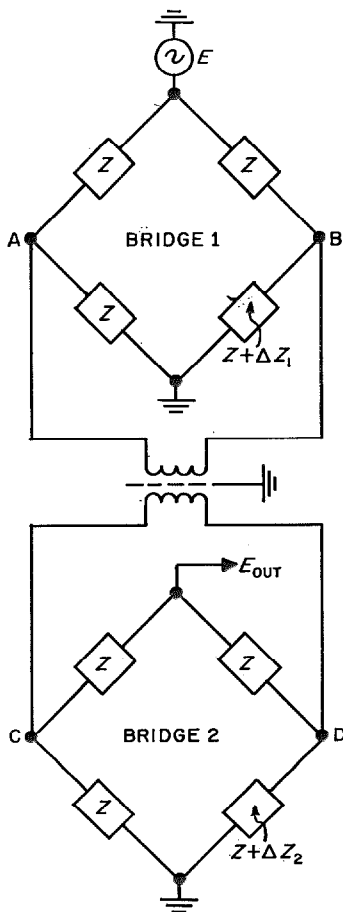 E
Z Z
A BRIDGE 1 B
Z
Z+ΔZ₁
E_OUT
Z Z
C BRIDGE 2 D
Z
Z+ΔZ₂